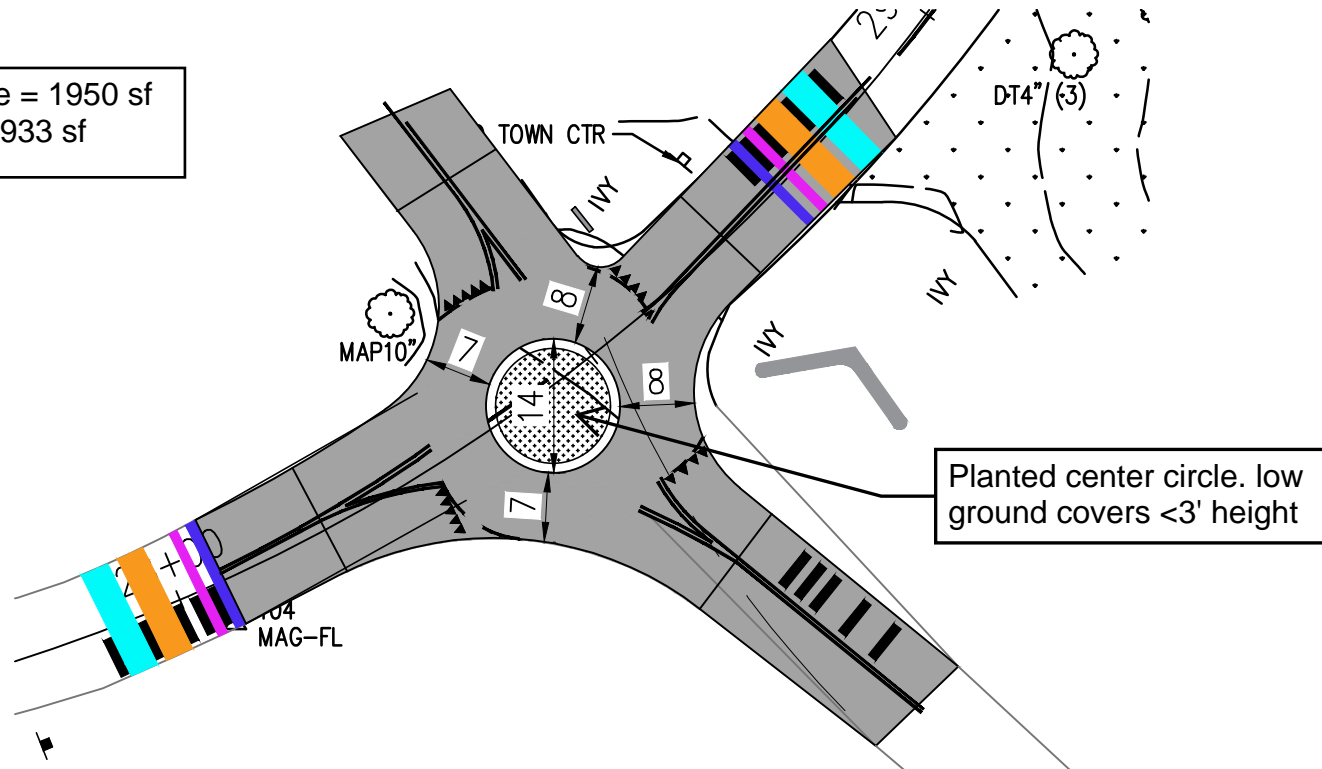 = 1950 sf
933 sf
TOWN CTR
IVY
DT4" (3)
IVY
IVY
MAP10"
8
7
14'
8
7
Planted center circle. low
ground covers <3' height
MAG-FL